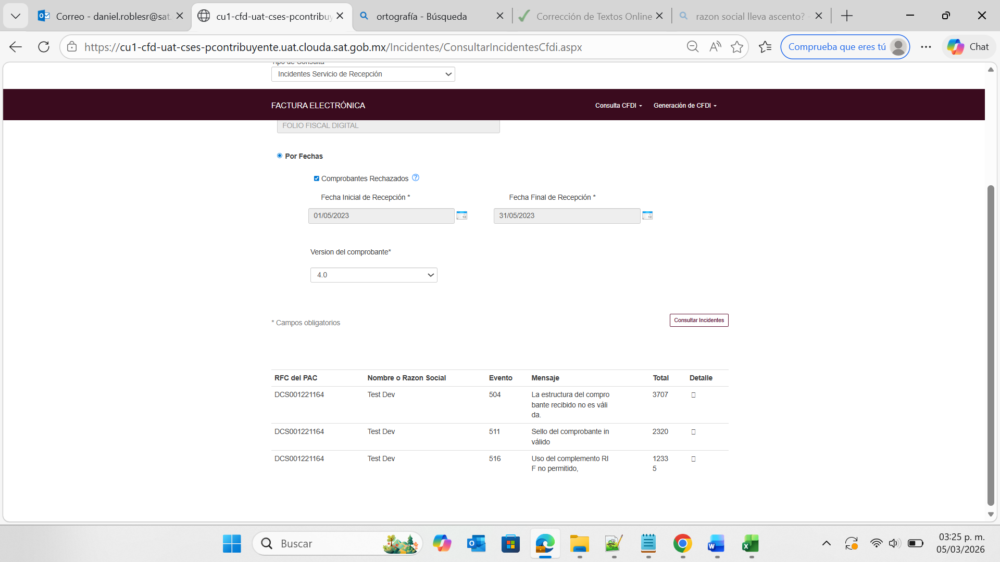 Correo - daniel.roblesr@sat.
cu1-cfd-uat-cses-pcontribuy
ortografía - Búsqueda
Corrección de Textos Online
razon social lleva ascento? -
https://cu1-cfd-uat-cses-pcontribuyente.uat.clouda.sat.gob.mx/Incidentes/ConsultarIncidentesCfdi.aspx
Comprueba que eres tú
Chat
Tipo de Consulta
Incidentes Servicio de Recepción
FACTURA ELECTRÓNICA
Consulta CFDI
Generación de CFDI
FOLIO FISCAL DIGITAL
Por Fechas
Comprobantes Rechazados
Fecha Inicial de Recepción *
Fecha Final de Recepción *
01/05/2023
31/05/2023
Version del comprobante*
4.0
* Campos obligatorios
Consultar Incidentes
RFC del PAC Nombre o Razon Social Evento Mensaje Total Detalle
DCS001221164 Test Dev 504 La estructura del compro 3707
bante recibido no es váli
da.
DCS001221164 Test Dev 511 Sello del comprobante in 2320
válido
DCS001221164 Test Dev 516 Uso del complemento RI 1233
F no permitido, 5
Buscar
03:25 p. m.
05/03/2026